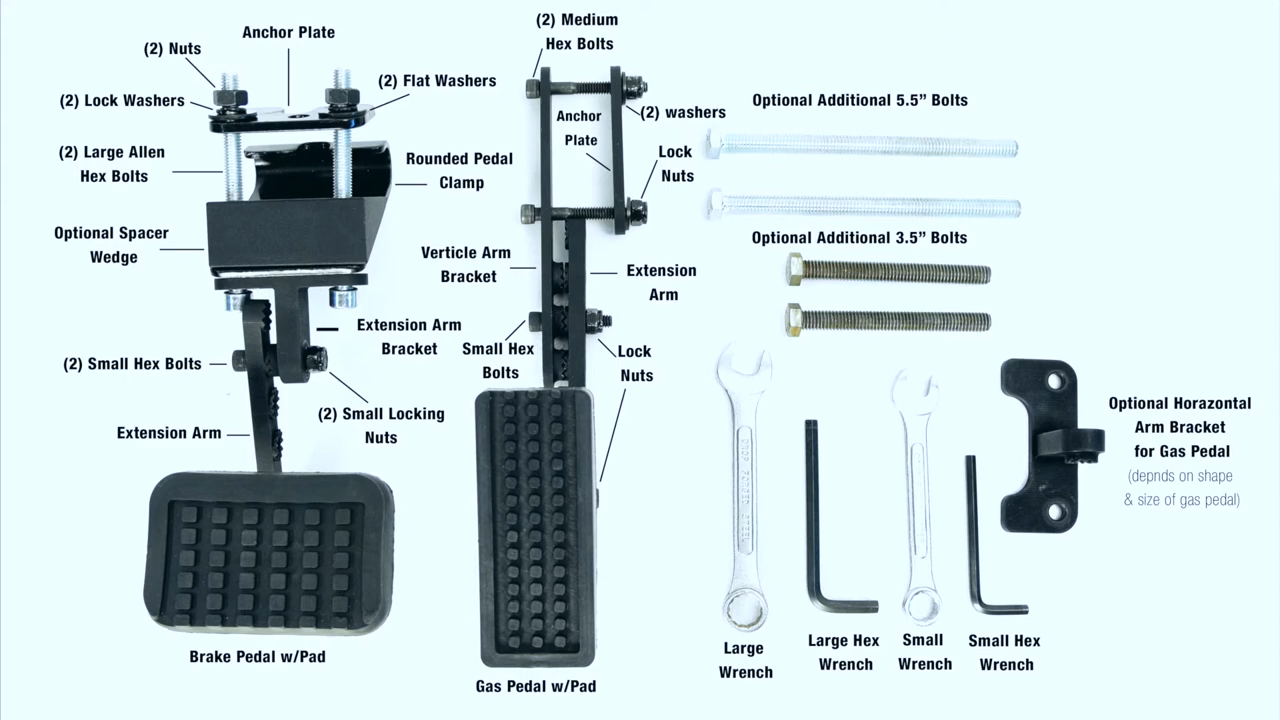 Anchor Plate
(2) Nuts
(2) Flat Washers
(2) Lock Washers
(2) Large Allen
Hex Bolts
Rounded Pedal
Clamp
Optional Spacer
Wedge
Extension Arm
Bracket
(2) Small Hex Bolts
(2) Small Locking
Nuts
Extension Arm
Brake Pedal w/Pad
(2) Medium
Hex Bolts
(2) washers
Anchor
Plate
Lock
Nuts
Verticle Arm
Bracket
Extension
Arm
Small Hex
Bolts
Lock
Nuts
Gas Pedal w/Pad
Optional Additional 5.5” Bolts
Optional Additional 3.5” Bolts
DROP FORGED STEEL
Large
Wrench
Large Hex
Wrench
Small
Wrench
Small Hex
Wrench
Optional Horazontal
Arm Bracket
for Gas Pedal
(depnds on shape
& size of gas pedal)